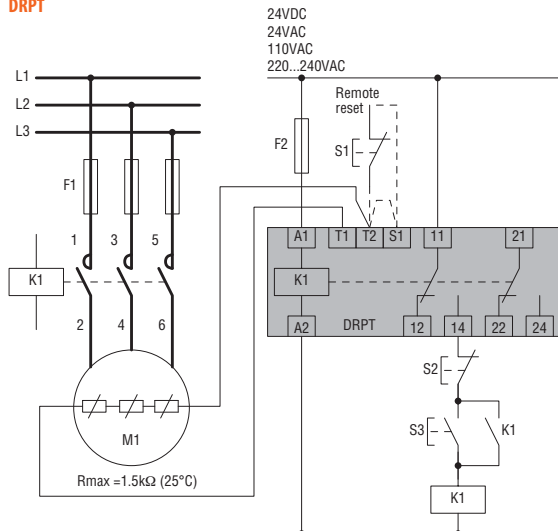 DRPT
24VDC
24VAC
110VAC
220...240VAC
L1
L2
L3
Remote
reset
F2
S1
F1
A1 T1 T2 S1 11 21
1 3 5
K1
K1
2 4 6
A2 DRPT 12 14 22 24
S2
S3
K1
M1
Rmax =1.5kΩ (25°C)
K1